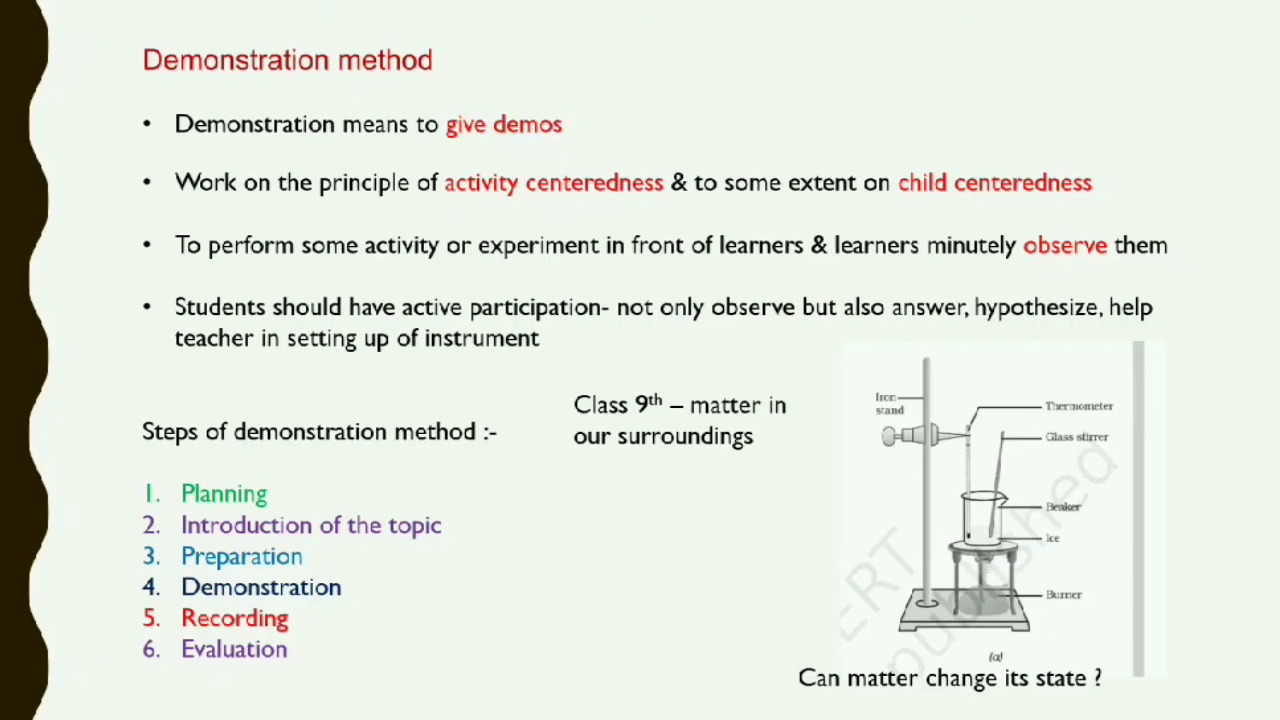 Demonstration method
• Demonstration means to give demos
• Work on the principle of activity centeredness & to some extent on child centeredness
• To perform some activity or experiment in front of learners & learners minutely observe them
• Students should have active participation- not only observe but also answer, hypothesize, help
teacher in setting up of instrument
Class 9th – matter in
our surroundings
Steps of demonstration method :-
1. Planning
2. Introduction of the topic
3. Preparation
4. Demonstration
5. Recording
6. Evaluation
Iron
stand
Thermometer
Glass stirrer
Beaker
Ice
Burner
(a)
Can matter change its state ?